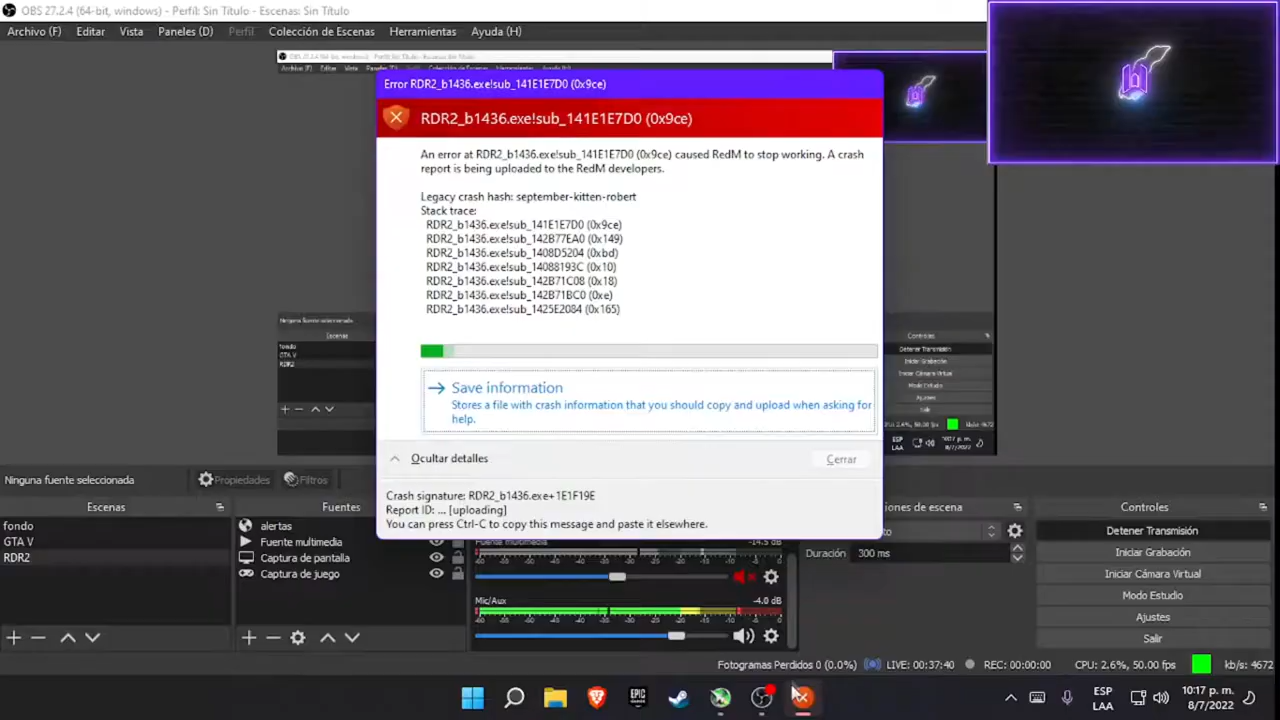 OBS 27.2.4 (64-bit, windows) - Perfil: Sin Título - Escenas: Sin Título
Archivo (F) Editar Vista Paneles (D) Perfil Colección de Escenas Herramientas Ayuda (H)
Error RDR2_b1436.exe!sub_141E1E7D0 (0x9ce)
RDR2_b1436.exe!sub_141E1E7D0 (0x9ce)
An error at RDR2_b1436.exe!sub_141E1E7D0 (0x9ce) caused RedM to stop working. A crash
report is being uploaded to the RedM developers.
Legacy crash hash: september-kitten-robert
Stack trace:
RDR2_b1436.exe!sub_141E1E7D0 (0x9ce)
RDR2_b1436.exe!sub_142B77EA0 (0x149)
RDR2_b1436.exe!sub_1408D5204 (0xbd)
RDR2_b1436.exe!sub_14088193C (0x10)
RDR2_b1436.exe!sub_142B71C08 (0x18)
RDR2_b1436.exe!sub_142B71BC0 (0xe)
RDR2_b1436.exe!sub_1425E2084 (0x165)
Save information
Stores a file with crash information that you should copy and upload when asking for
help.
Ocultar detalles
Cerrar
Crash signature: RDR2_b1436.exe+1E1F19E
Report ID: ... [uploading]
You can press Ctrl-C to copy this message and paste it elsewhere.
Ninguna fuente seleccionada
Propiedades
Filtros
Escenas
fondo
GTA V
RDR2
Fuentes
alertas
Fuente multimedia
Captura de pantalla
Captura de juego
Fuente multimedia
-14.5 dB
Mic/Aux
-4.0 dB
iones de escena
Duración 300 ms
Controles
Detener Transmisión
Iniciar Grabación
Iniciar Cámara Virtual
Modo Estudio
Ajustes
Salir
Fotogramas Perdidos 0 (0.0%) LIVE: 00:37:40 REC: 00:00:00 CPU: 2.6%, 50.00 fps kb/s: 4672
EPIC
ESP
LAA
10:17 p. m.
8/7/2022